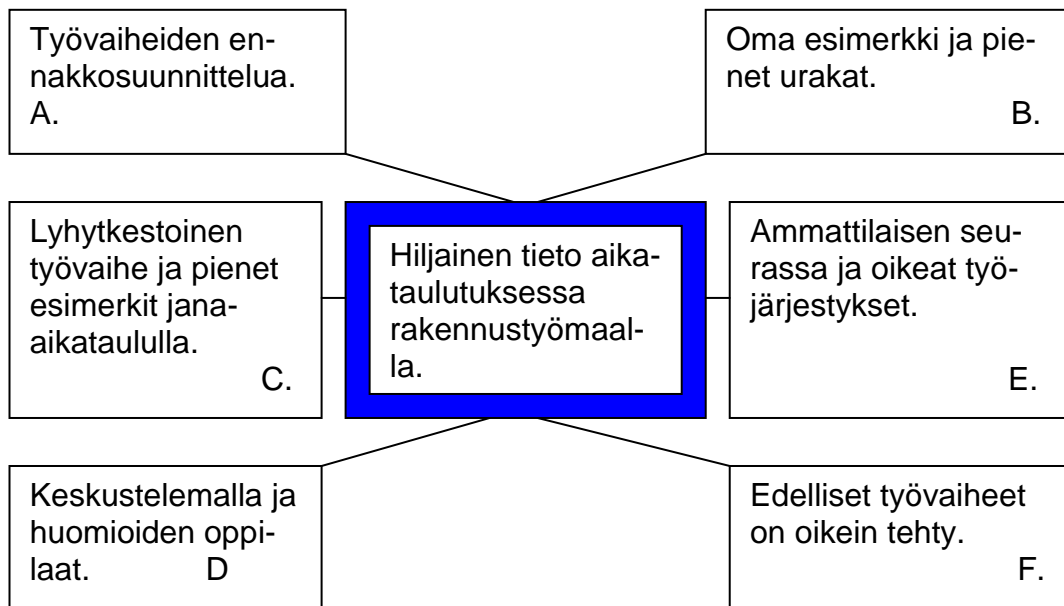 Työvaiheiden en-
nakkosuunnittelua.
A.
Oma esimerkki ja pie-
net urakat.
B.
Lyhytkestoinen
työvaihe ja pienet
esimerkit jana-
aikataululla.
C.
Hiljainen tieto aika-
taulutuksessa
rakennustyömaal-
la.
Ammattilaisen seu-
rassa ja oikeat työ-
järjestykset.
E.
Keskustelemalla ja
huomioiden oppi-
laat. D
Edelliset työvaiheet
on oikein tehty.
F.